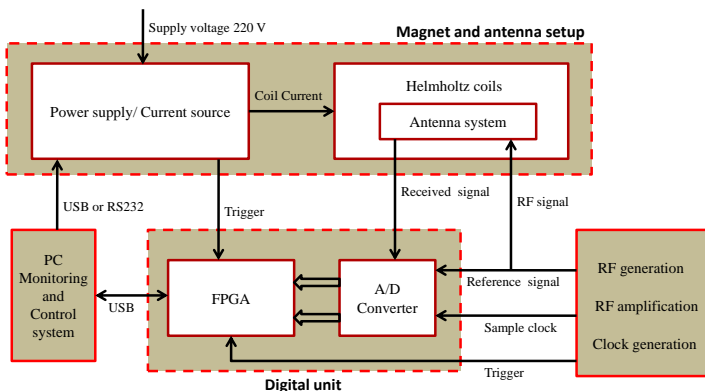 Supply voltage 220 V
Magnet and antenna setup
Power supply/ Current source
Coil Current
Helmholtz coils
Antenna system
USB or RS232
Trigger
Received signal
RF signal
PC
Monitoring
and
Control
system
USB
FPGA
A/D
Converter
Reference signal
Sample clock
Trigger
RF generation
RF amplification
Clock generation
Digital unit